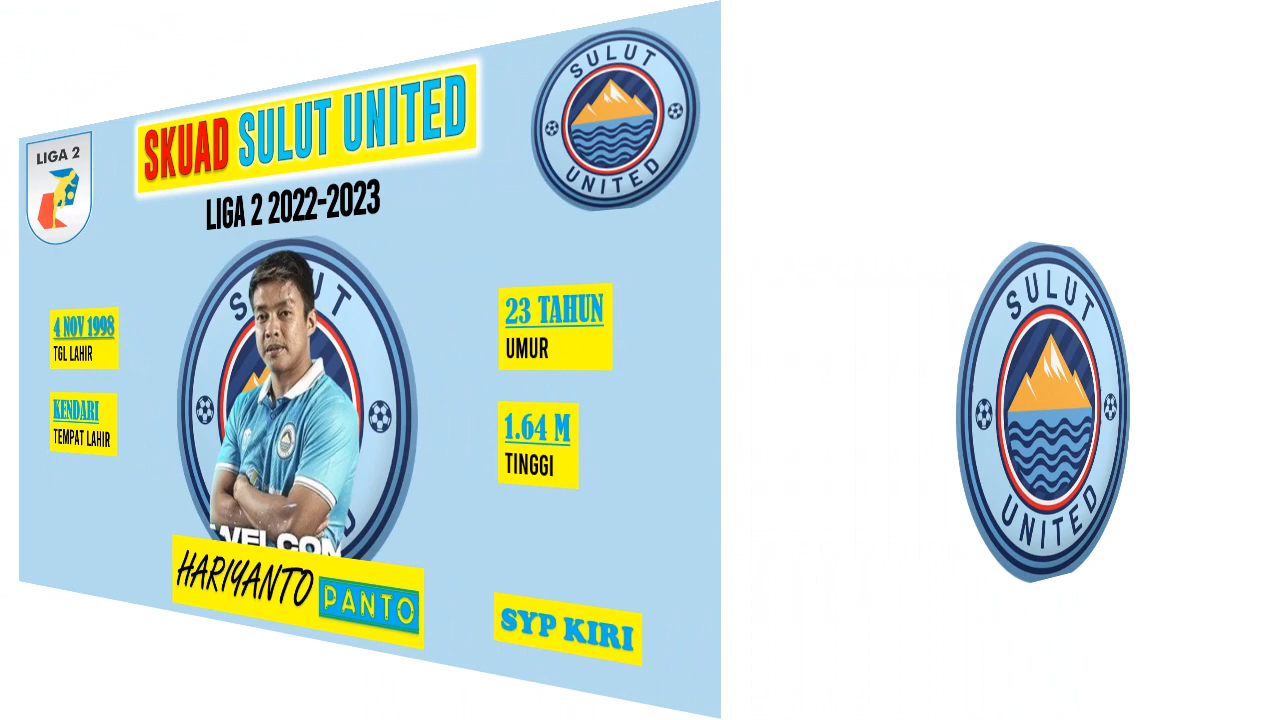 LIGA 2
SKUAD SULUT UNITED
LIGA 2 2022-2023
SULUT
UNITED
4 NOV 1998
TGL LAHIR
KENDARI
TEMPAT LAHIR
23 TAHUN
UMUR
1.64 M
TINGGI
HARIYANTO PANTO
SYP KIRI
SULUT
UNITED